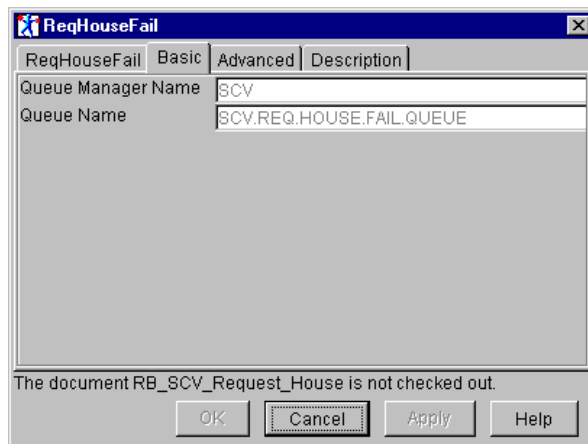 ReqHouseFail
ReqHouseFail Basic Advanced Description
Queue Manager Name SCV
Queue Name SCV.REQ.HOUSE.FAIL.QUEUE
The document RB_SCV_Request_House is not checked out.
OK Cancel Apply Help